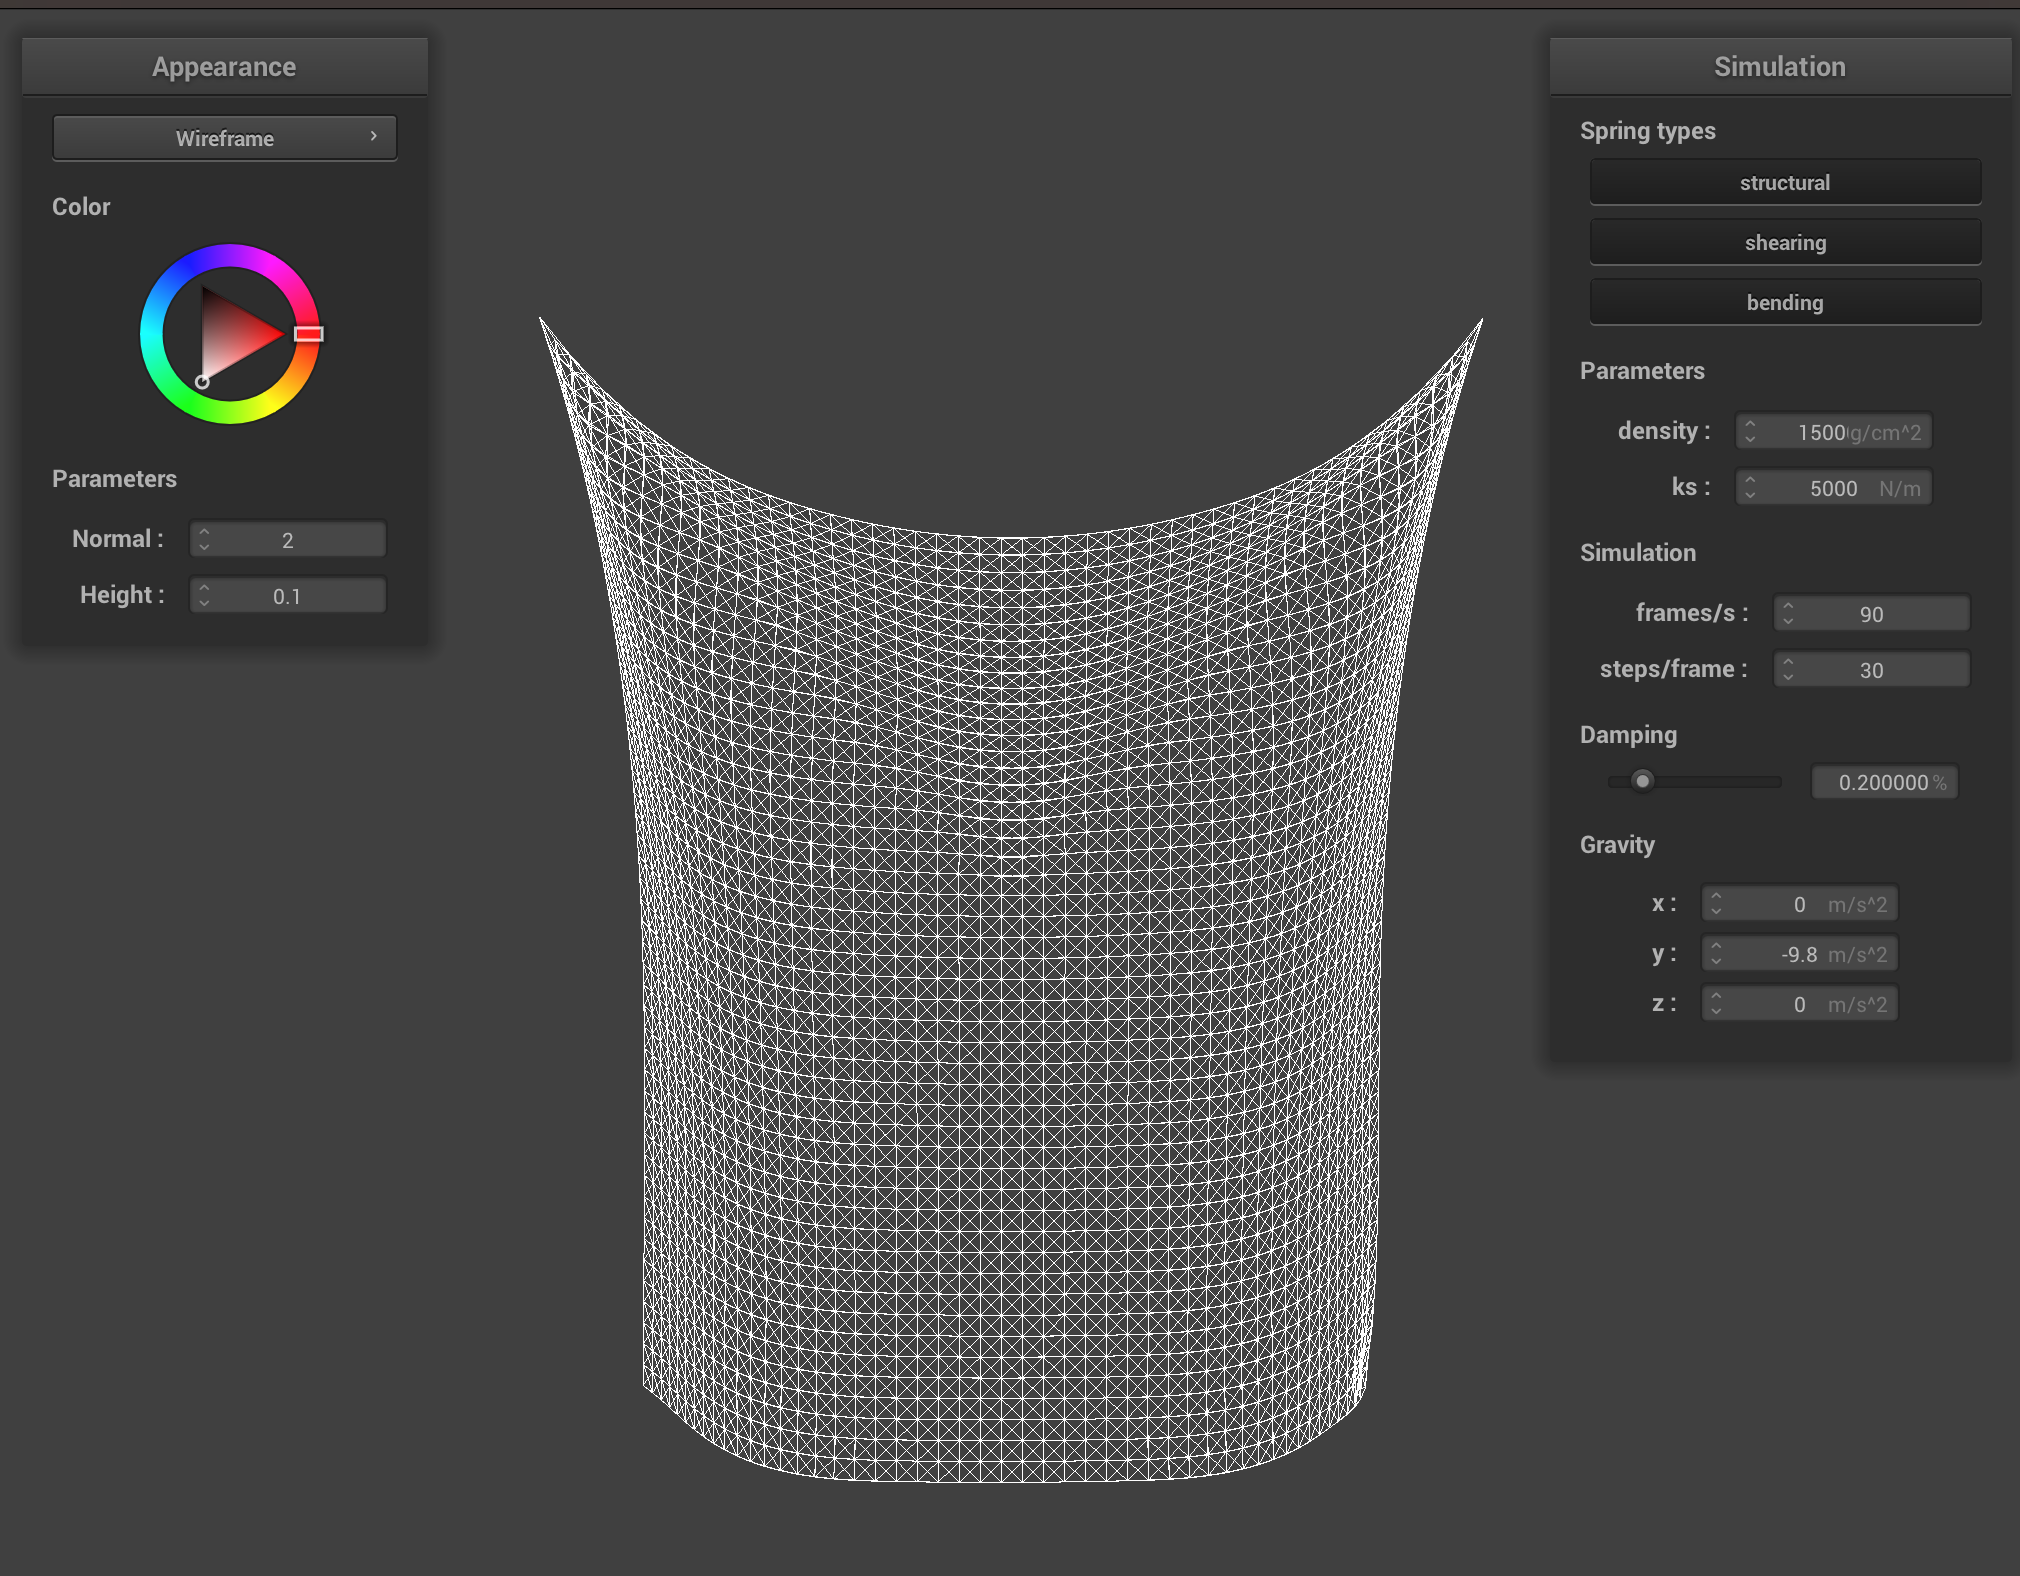 Appearance
Wireframe
Color
Parameters
Normal : 2
Height : 0.1
Simulation
Spring types
structural
shearing
bending
Parameters
density : 1500 g/cm^2
ks : 5000 N/m
Simulation
frames/s : 90
steps/frame : 30
Damping
0.200000 %
Gravity
x : 0 m/s^2
y : -9.8 m/s^2
z : 0 m/s^2